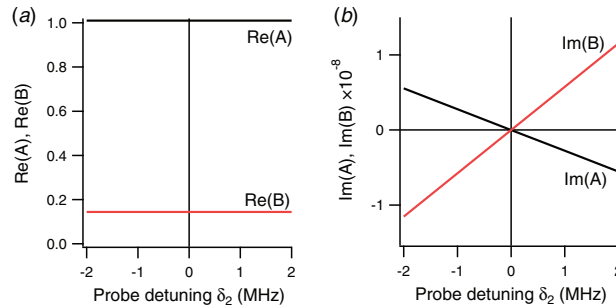 (a)
1.0
0.8
0.6
0.4
0.2
0.0
Re(A), Re(B)
Re(A)
Re(B)
-2 -1 0 1 2
Probe detuning δ2 (MHz)
(b)
1
0
-1
Im(A), Im(B) ×10-8
Im(B)
Im(A)
-2 -1 0 1 2
Probe detuning δ2 (MHz)